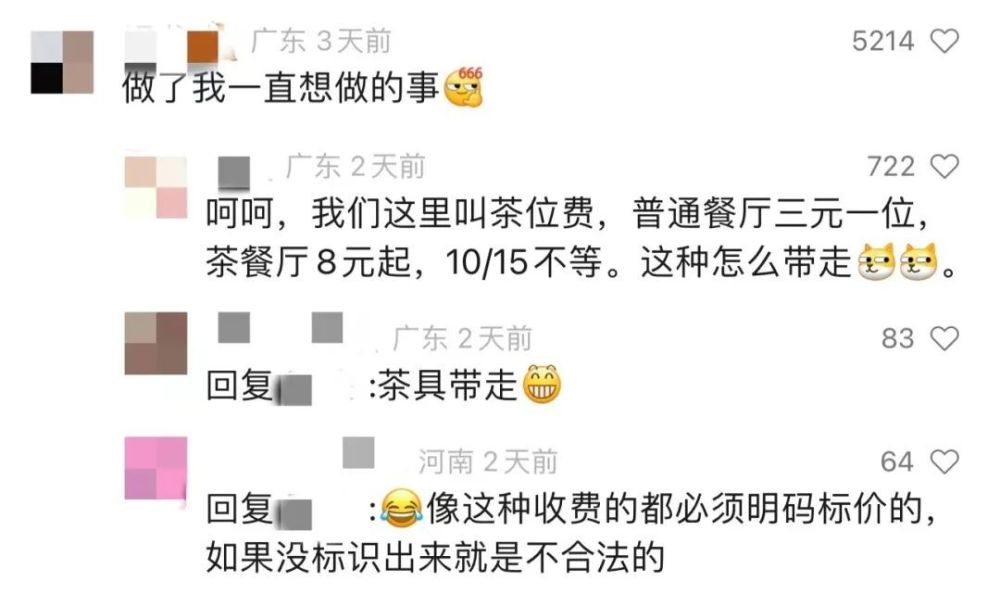 广东 3天前 5214
做了我一直想做的事
广东 2天前 722
呵呵，我们这里叫茶位费，普通餐厅三元一位，
茶餐厅8元起，10/15不等。这种怎么带走。
广东 2天前 83
回复 :茶具带走
河南 2天前 64
回复 :像这种收费的都必须明码标价的，
如果没标识出来就是不合法的